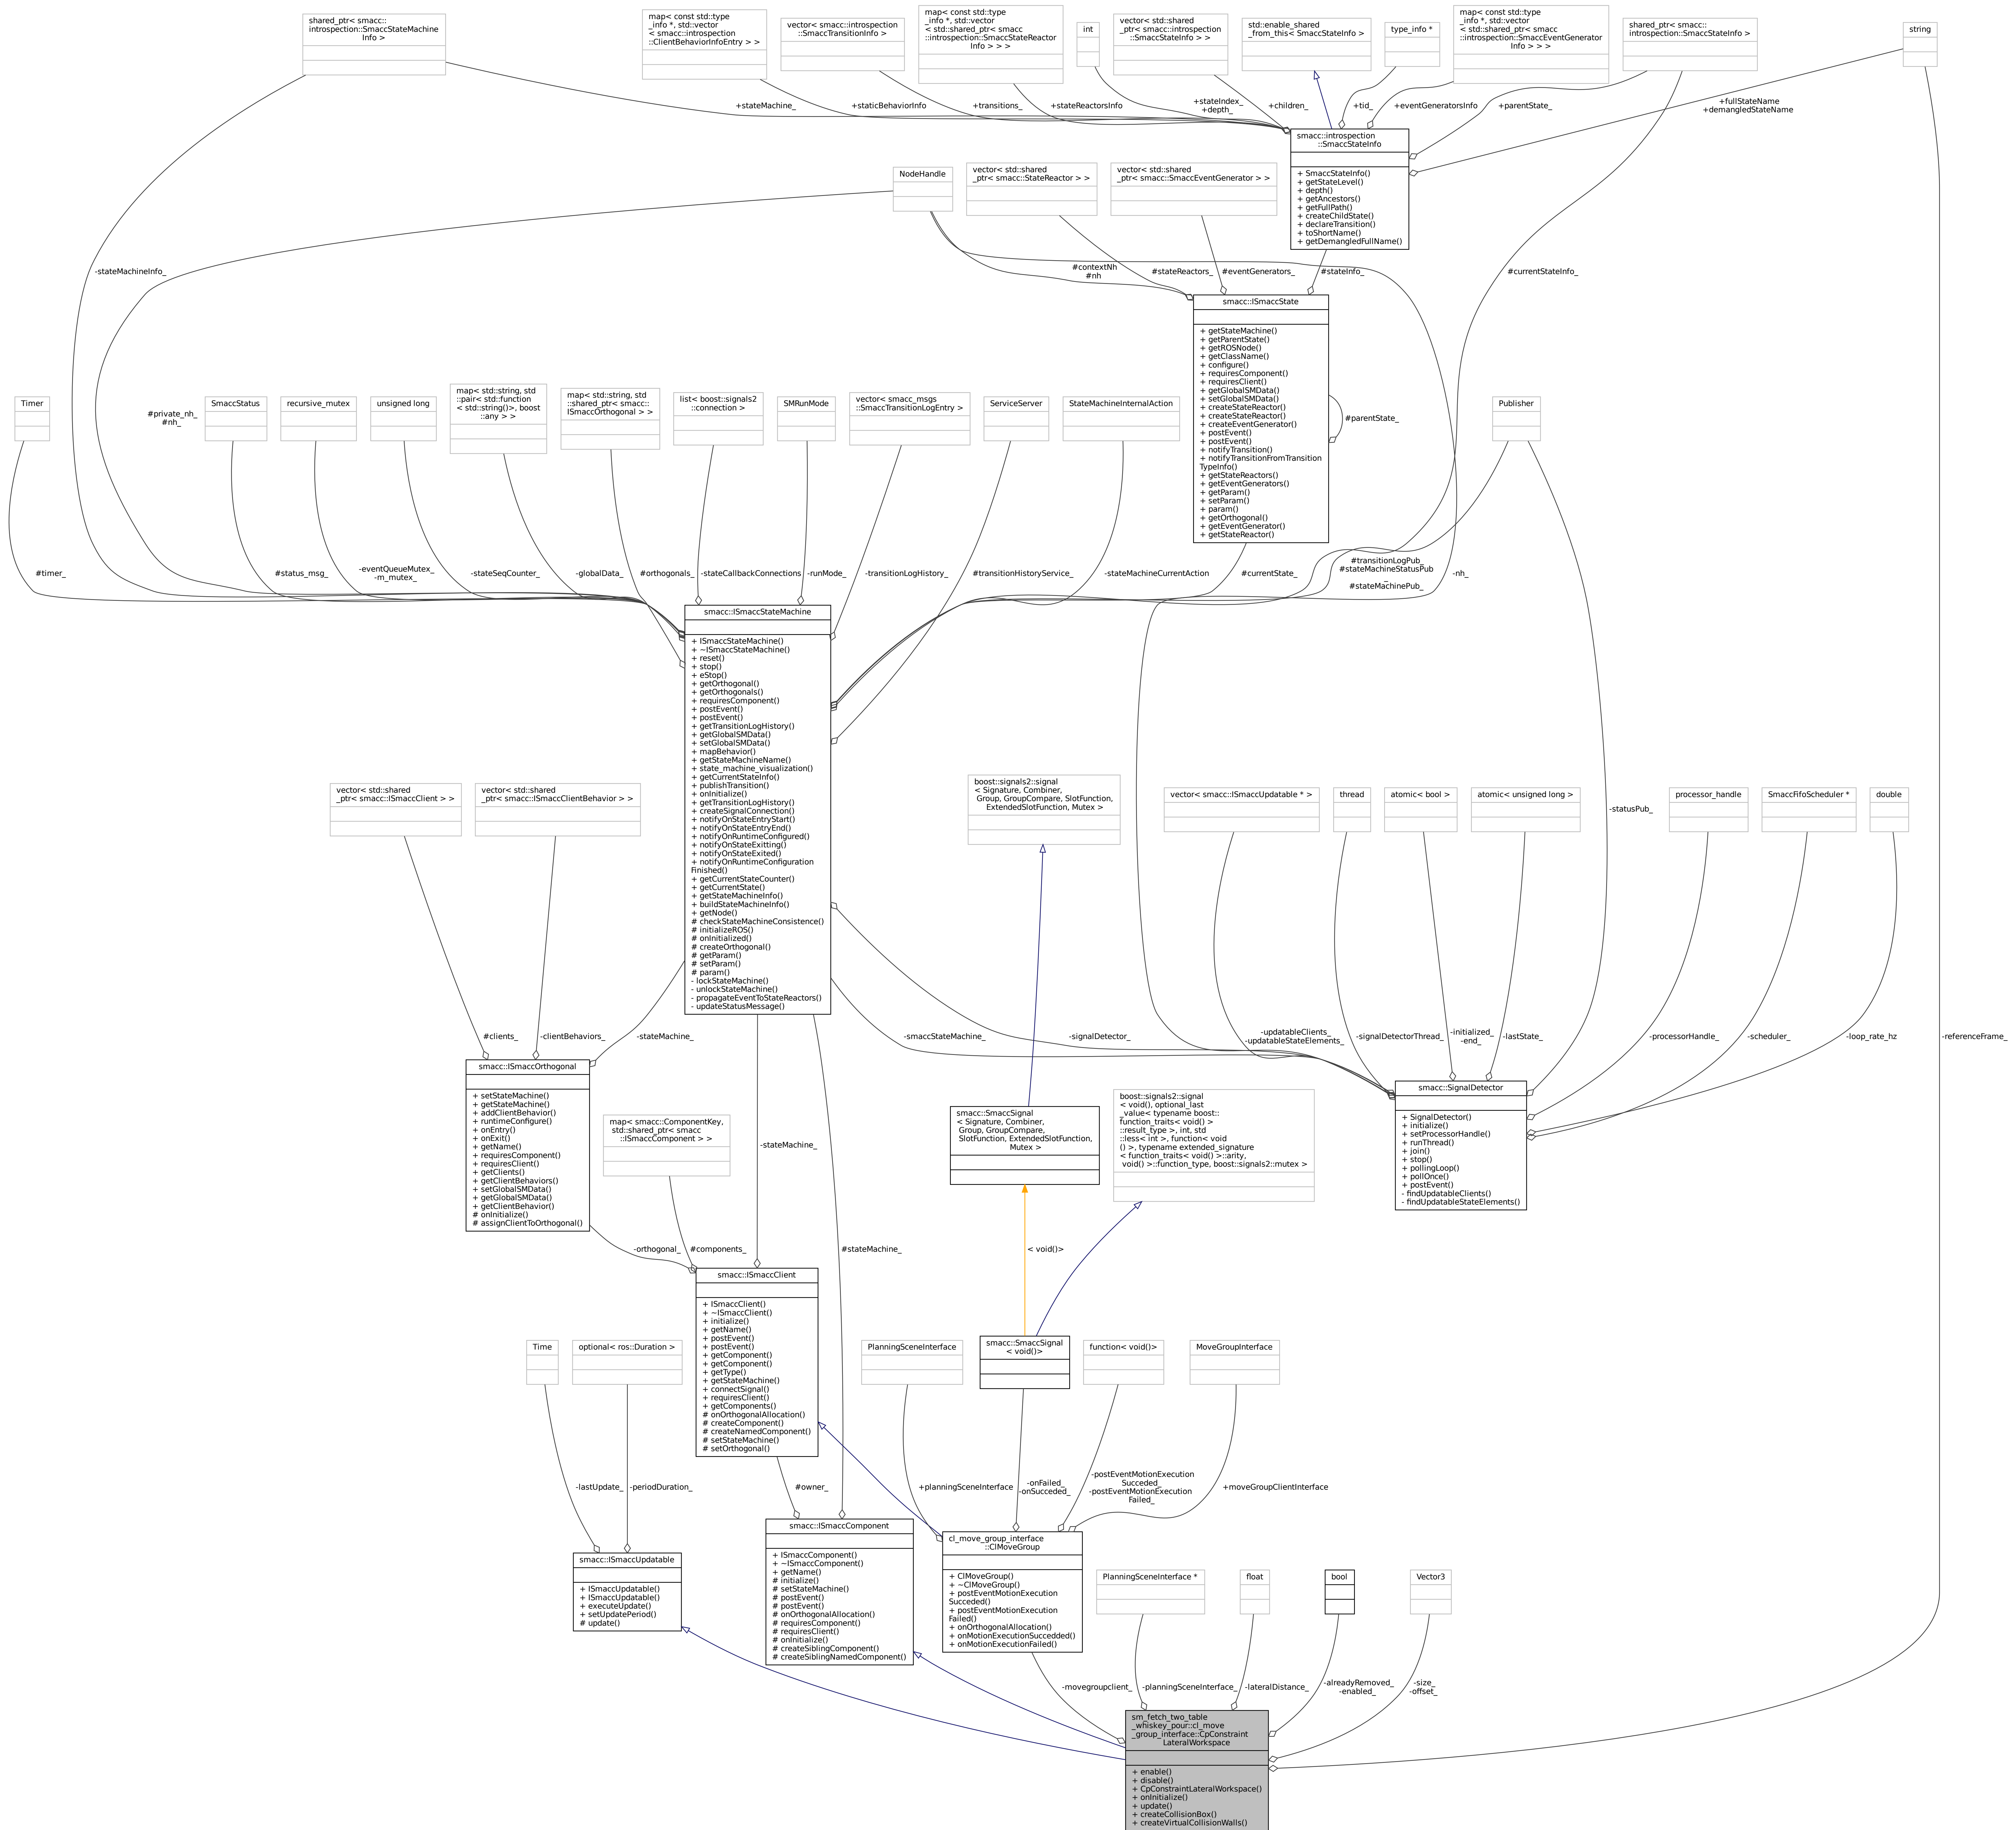 shared_ptr< smacc::
introspection::SmaccStateMachine
Info >
map< const std::type
_info *, std::vector
< smacc::introspection
::ClientBehaviorInfoEntry > >
vector< smacc::introspection
::SmaccTransitionInfo >
map< const std::type
_info *, std::vector
< std::shared_ptr< smacc
::introspection::SmaccStateReactor
Info > > >
int
vector< std::shared
_ptr< smacc::introspection
::SmaccStateInfo > >
std::enable_shared
_from_this< SmaccStateInfo >
type_info *
map< const std::type
_info *, std::vector
< std::shared_ptr< smacc
::introspection::SmaccEventGenerator
Info > > >
shared_ptr< smacc::
introspection::SmaccStateInfo >
string
+stateMachine_
+staticBehaviorInfo
+transitions_
+stateReactorsInfo
+stateIndex_
+depth_
+children_
+tid_
+eventGeneratorsInfo
+parentState_
+fullStateName
+demangledStateName
smacc::introspection
::SmaccStateInfo
+ SmaccStateInfo()
+ getStateLevel()
+ depth()
+ getAncestors()
+ getFullPath()
+ createChildState()
+ declareTransition()
+ toShortName()
+ getDemangledFullName()
NodeHandle
vector< std::shared
_ptr< smacc::StateReactor > >
vector< std::shared
_ptr< smacc::SmaccEventGenerator > >
-stateMachineInfo_
#contextNh
#nh
#stateReactors_
#eventGenerators_
#stateInfo_
#currentStateInfo_
smacc::ISmaccState
+ getStateMachine()
+ getParentState()
+ getROSNode()
+ getClassName()
+ configure()
+ requiresComponent()
+ requiresClient()
+ getGlobalSMData()
+ setGlobalSMData()
+ createStateReactor()
+ createStateReactor()
+ createEventGenerator()
+ postEvent()
+ postEvent()
+ notifyTransition()
+ notifyTransitionFromTransition
TypeInfo()
+ getStateReactors()
+ getEventGenerators()
+ getParam()
+ setParam()
+ param()
+ getOrthogonal()
+ getEventGenerator()
+ getStateReactor()
#parentState_
Timer
#private_nh_
#nh_
SmaccStatus
recursive_mutex
unsigned long
map< std::string, std
::pair< std::function
< std::string()>, boost
::any > >
map< std::string, std
::shared_ptr< smacc::
ISmaccOrthogonal > >
list< boost::signals2
::connection >
SMRunMode
vector< smacc_msgs
::SmaccTransitionLogEntry >
ServiceServer
StateMachineInternalAction
Publisher
#timer_
#status_msg_
-eventQueueMutex_
-m_mutex_
-stateSeqCounter_
-globalData_
#orthogonals_
-stateCallbackConnections
-runMode_
-transitionLogHistory_
#transitionHistoryService_
-stateMachineCurrentAction
#currentState_
#transitionLogPub_
#stateMachineStatusPub
_
#stateMachinePub_
-nh_
smacc::ISmaccStateMachine
+ ISmaccStateMachine()
+ ~ISmaccStateMachine()
+ reset()
+ stop()
+ eStop()
+ getOrthogonal()
+ getOrthogonals()
+ requiresComponent()
+ postEvent()
+ postEvent()
+ getTransitionLogHistory()
+ getGlobalSMData()
+ setGlobalSMData()
+ mapBehavior()
+ getStateMachineName()
+ state_machine_visualization()
+ getCurrentStateInfo()
+ publishTransition()
+ onInitialize()
+ getTransitionLogHistory()
+ createSignalConnection()
+ notifyOnStateEntryStart()
+ notifyOnStateEntryEnd()
+ notifyOnRuntimeConfigured()
+ notifyOnStateExitting()
+ notifyOnStateExited()
+ notifyOnRuntimeConfiguration
Finished()
+ getCurrentStateCounter()
+ getCurrentState()
+ getStateMachineInfo()
+ buildStateMachineInfo()
+ getNode()
# checkStateMachineConsistence()
# initializeROS()
# onInitialized()
# createOrthogonal()
# getParam()
# setParam()
# param()
- lockStateMachine()
- unlockStateMachine()
- propagateEventToStateReactors()
- updateStatusMessage()
vector< std::shared
_ptr< smacc::ISmaccClient > >
vector< std::shared
_ptr< smacc::ISmaccClientBehavior > >
boost::signals2::signal
< Signature, Combiner,
Group, GroupCompare, SlotFunction,
ExtendedSlotFunction, Mutex >
vector< smacc::ISmaccUpdatable * >
thread
atomic< bool >
atomic< unsigned long >
-statusPub_
processor_handle
SmaccFifoScheduler *
double
#clients_
-clientBehaviors_
-stateMachine_
-smaccStateMachine_
-signalDetector_
-updatableClients_
-updatableStateElements_
-signalDetectorThread_
-initialized_
-end_
-lastState_
-processorHandle_
-scheduler_
-loop_rate_hz
-referenceFrame_
smacc::ISmaccOrthogonal
+ setStateMachine()
+ getStateMachine()
+ addClientBehavior()
+ runtimeConfigure()
+ onEntry()
+ onExit()
+ getName()
+ requiresComponent()
+ requiresClient()
+ getClients()
+ getClientBehaviors()
+ setGlobalSMData()
+ getGlobalSMData()
+ getClientBehavior()
# onInitialize()
# assignClientToOrthogonal()
map< smacc::ComponentKey,
std::shared_ptr< smacc
::ISmaccComponent > >
-stateMachine_
smacc::SmaccSignal
< Signature, Combiner,
Group, GroupCompare,
SlotFunction, ExtendedSlotFunction,
Mutex >
boost::signals2::signal
< void(), optional_last
_value< typename boost::
function_traits< void() >
::result_type >, int, std
::less< int >, function< void
() >, typename extended_signature
< function_traits< void() >::arity,
void() >::function_type, boost::signals2::mutex >
smacc::SignalDetector
+ SignalDetector()
+ initialize()
+ setProcessorHandle()
+ runThread()
+ join()
+ stop()
+ pollingLoop()
+ pollOnce()
+ postEvent()
- findUpdatableClients()
- findUpdatableStateElements()
-orthogonal_
#components_
#stateMachine_
< void()>
smacc::ISmaccClient
+ ISmaccClient()
+ ~ISmaccClient()
+ initialize()
+ getName()
+ postEvent()
+ postEvent()
+ getComponent()
+ getComponent()
+ getType()
+ getStateMachine()
+ connectSignal()
+ requiresClient()
+ getComponents()
# onOrthogonalAllocation()
# createComponent()
# createNamedComponent()
# setStateMachine()
# setOrthogonal()
Time
optional< ros::Duration >
PlanningSceneInterface
smacc::SmaccSignal
< void()>
function< void()>
MoveGroupInterface
-lastUpdate_
-periodDuration_
#owner_
+planningSceneInterface
-onFailed_
-onSucceded_
-postEventMotionExecution
Succeded_
-postEventMotionExecution
Failed_
+moveGroupClientInterface
smacc::ISmaccUpdatable
+ ISmaccUpdatable()
+ ISmaccUpdatable()
+ executeUpdate()
+ setUpdatePeriod()
# update()
smacc::ISmaccComponent
+ ISmaccComponent()
+ ~ISmaccComponent()
+ getName()
# initialize()
# setStateMachine()
# postEvent()
# postEvent()
# onOrthogonalAllocation()
# requiresComponent()
# requiresClient()
# onInitialize()
# createSiblingComponent()
# createSiblingNamedComponent()
cl_move_group_interface
::ClMoveGroup
+ ClMoveGroup()
+ ~ClMoveGroup()
+ postEventMotionExecution
Succeded()
+ postEventMotionExecution
Failed()
+ onOrthogonalAllocation()
+ onMotionExecutionSuccedded()
+ onMotionExecutionFailed()
PlanningSceneInterface *
float
bool
Vector3
-movegroupclient_
-planningSceneInterface_
-lateralDistance_
-alreadyRemoved_
-enabled_
-size_
-offset_
sm_fetch_two_table
_whiskey_pour::cl_move
_group_interface::CpConstraint
LateralWorkspace
+ enable()
+ disable()
+ CpConstraintLateralWorkspace()
+ onInitialize()
+ update()
+ createCollisionBox()
+ createVirtualCollisionWalls()